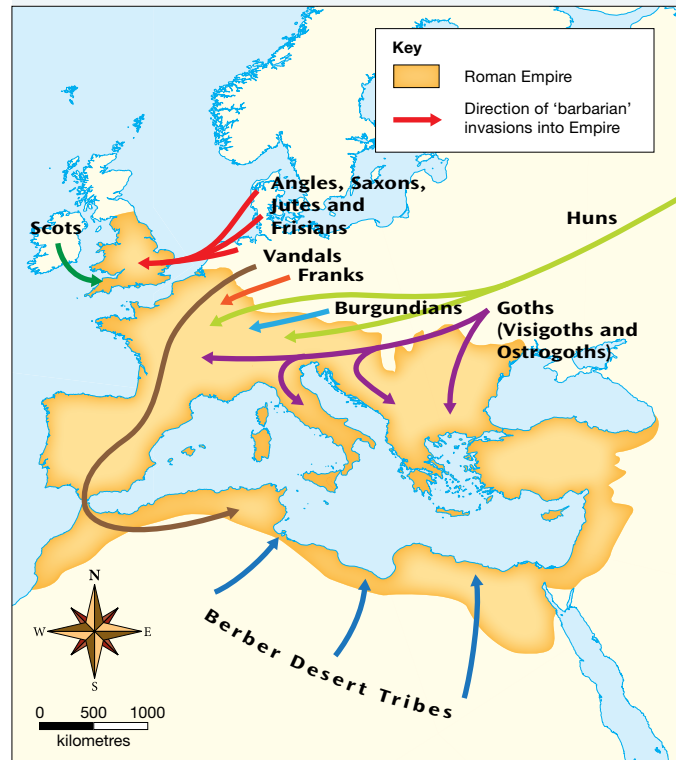 Key
Roman Empire
Direction of ‘barbarian’
invasions into Empire
Angles, Saxons,
Jutes and
Frisians
Scots
Huns
Vandals
Franks
Burgundians
Goths
(Visigoths and
Ostrogoths)
Berber Desert Tribes
N
W
E
S
0 500 1000
kilometres